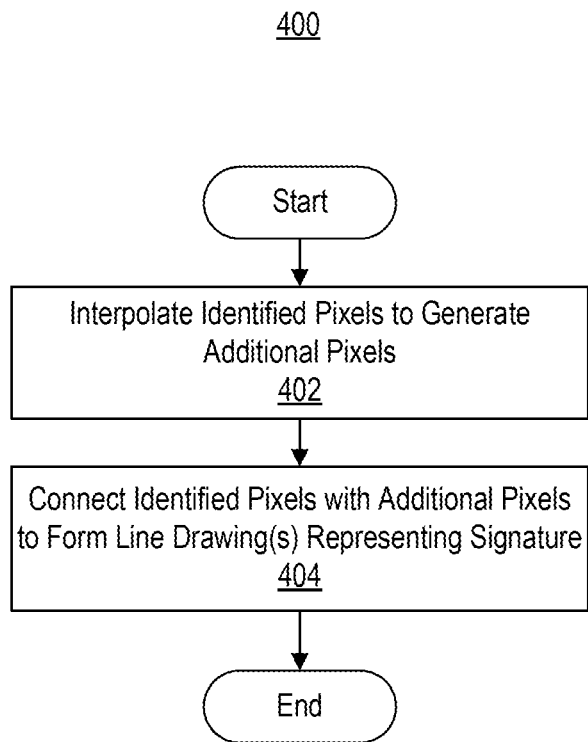 400
Start
Interpolate Identified Pixels to Generate
Additional Pixels
402
Connect Identified Pixels with Additional Pixels
to Form Line Drawing(s) Representing Signature
404
End